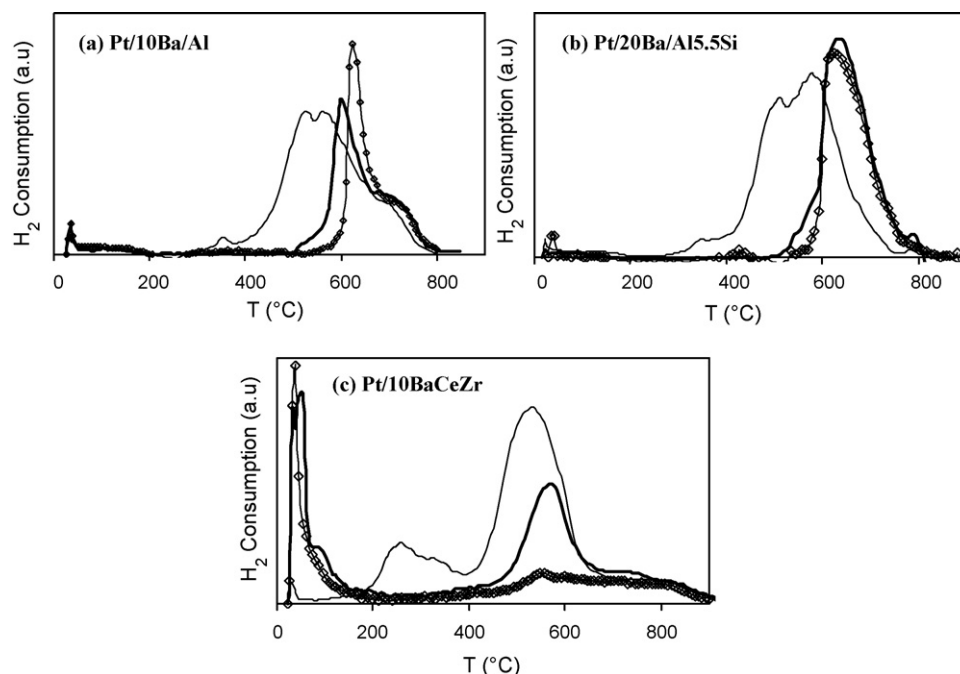 (a) Pt/10Ba/Al
H₂ Consumption (a.u)
0 200 400 600 800
T (°C)
(b) Pt/20Ba/Al5.5Si
H₂ Consumption (a.u)
0 200 400 600 800
T (°C)
(c) Pt/10BaCeZr
H₂ Consumption (a.u)
0 200 400 600 800
T (°C)